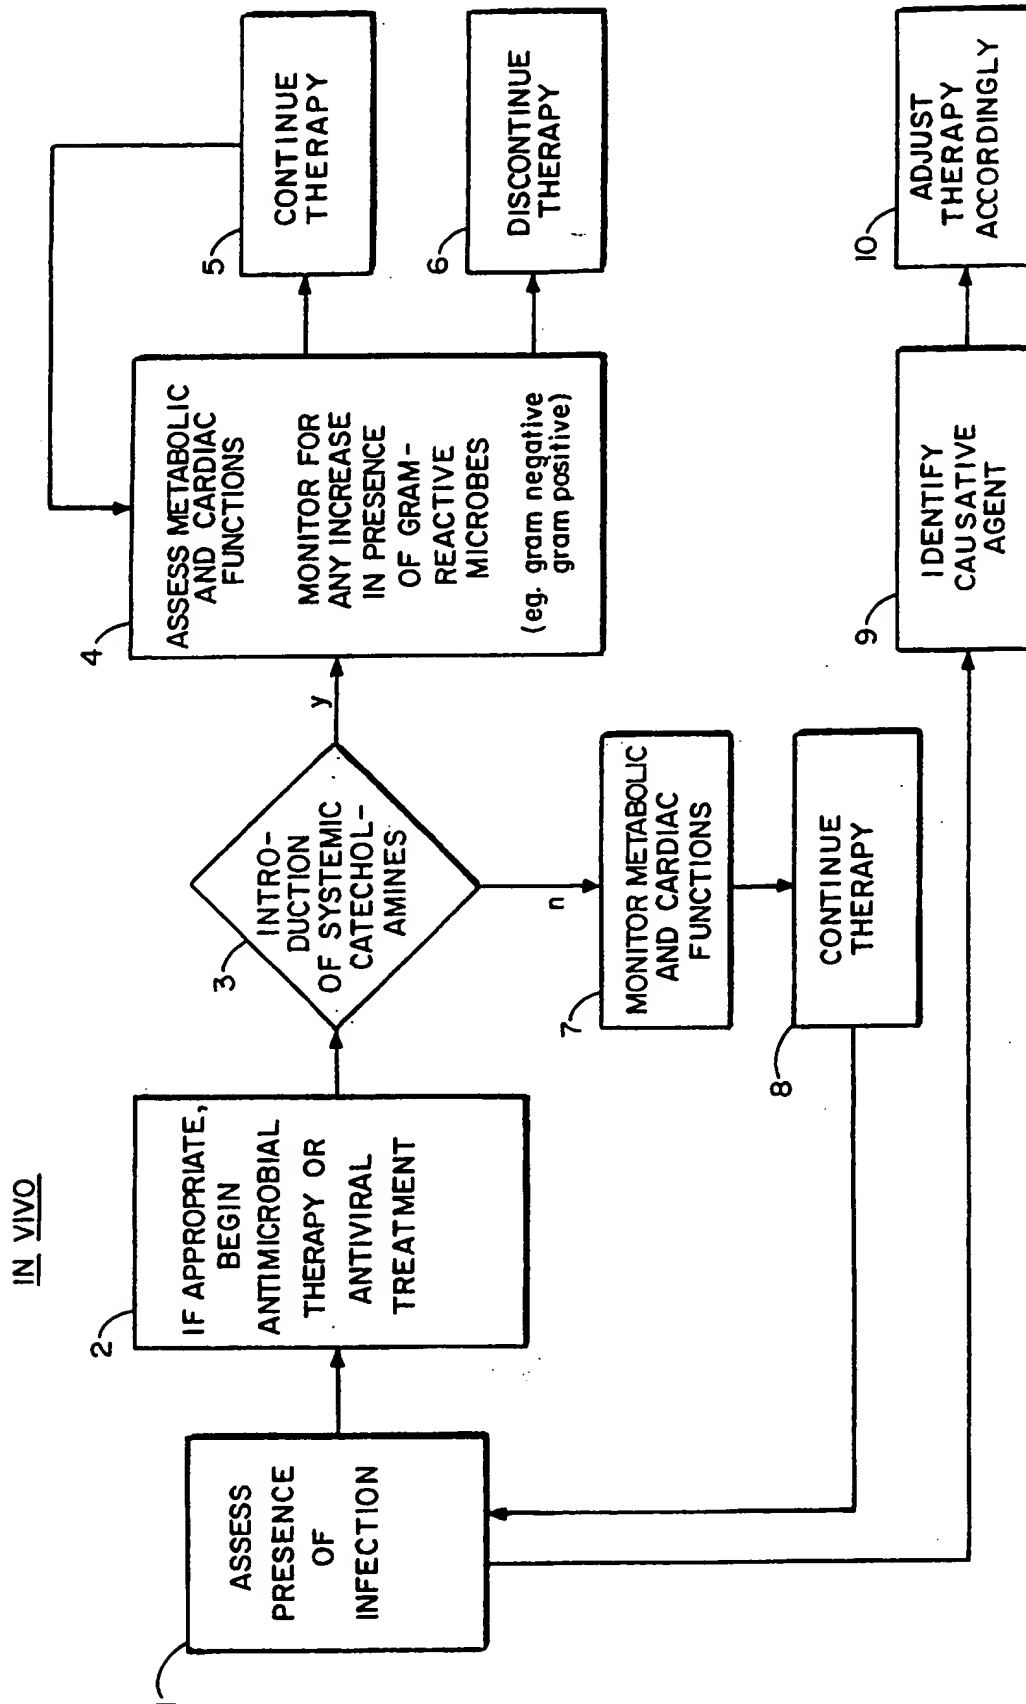 IN VIVO
1
ASSESS
PRESENCE
OF
INFECTION
2
IF APPROPRIATE,
BEGIN
ANTIMICROBIAL
THERAPY OR
ANTIVIRAL
TREATMENT
3
INTRO-
DUCTION
OF SYSTEMIC
CATECHOL-
AMINES
y
n
4
ASSESS METABOLIC
AND CARDIAC
FUNCTIONS
MONITOR FOR
ANY INCREASE
IN PRESENCE
OF GRAM-
REACTIVE
MICROBES
(eg. gram negative
gram positive)
5
CONTINUE
THERAPY
6
DISCONTINUE
THERAPY
7
MONITOR METABOLIC
AND CARDIAC
FUNCTIONS
8
CONTINUE
THERAPY
9
IDENTIFY
CAUSATIVE
AGENT
10
ADJUST
THERAPY
ACCORDINGLY